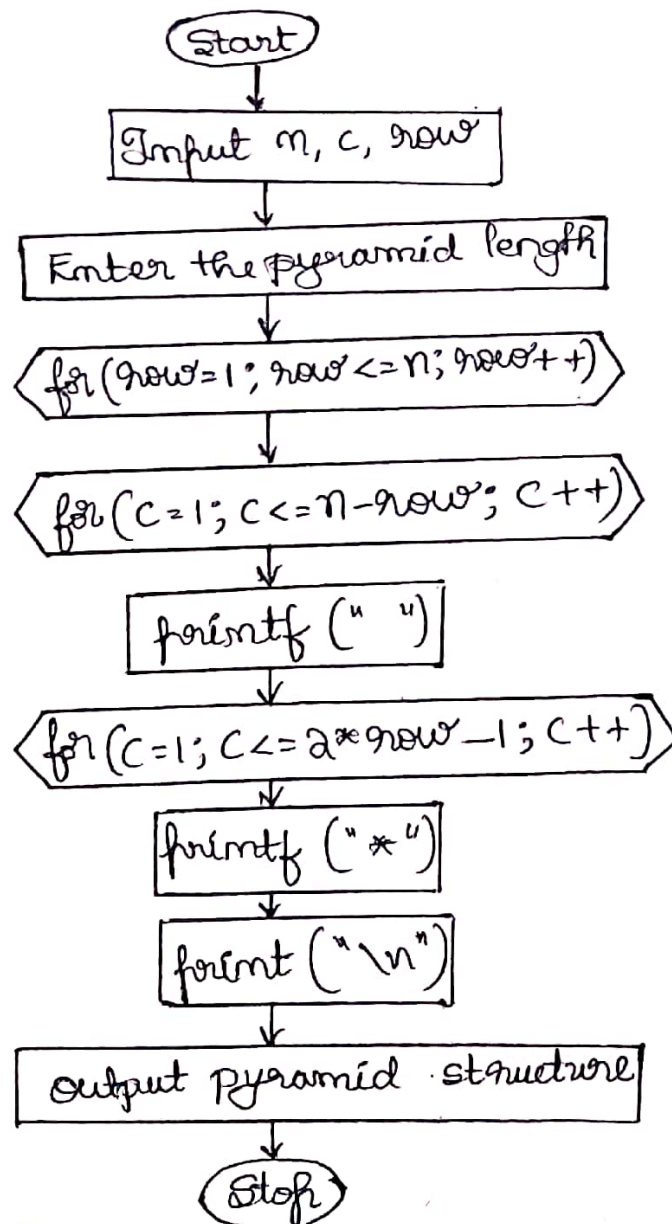 Start
Input n, c, row
Enter the pyramid length
for(row=1; row<=n; row++)
for(c=1; c<=n-row; c++)
printf (" ")
for(c=1; c<=2*row-1; c++)
printf ("*")
print ("\n")
output pyramid structure
Stop